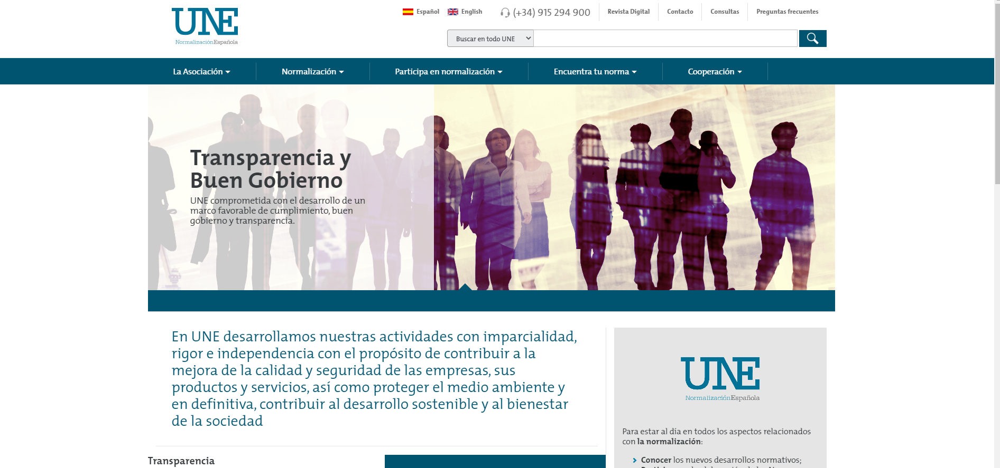 UNE
NormalizaciónEspañola
Español English (+34) 915 294 900 Revista Digital Contacto Consultas Preguntas frecuentes
Buscar en todo UNE
La Asociación Normalización Participa en normalización Encuentra tu norma Cooperación
Transparencia y
Buen Gobierno
UNE comprometida con el desarrollo de un
marco favorable de cumplimiento, buen
gobierno y transparencia.
En UNE desarrollamos nuestras actividades con imparcialidad,
rigor e independencia con el propósito de contribuir a la
mejora de la calidad y seguridad de las empresas, sus
productos y servicios, así como proteger el medio ambiente y
en definitiva, contribuir al desarrollo sostenible y al bienestar
de la sociedad
Transparencia
UNE
NormalizaciónEspañola
Para estar al día en todos los aspectos relacionados
con la normalización:
Conocer los nuevos desarrollos normativos;